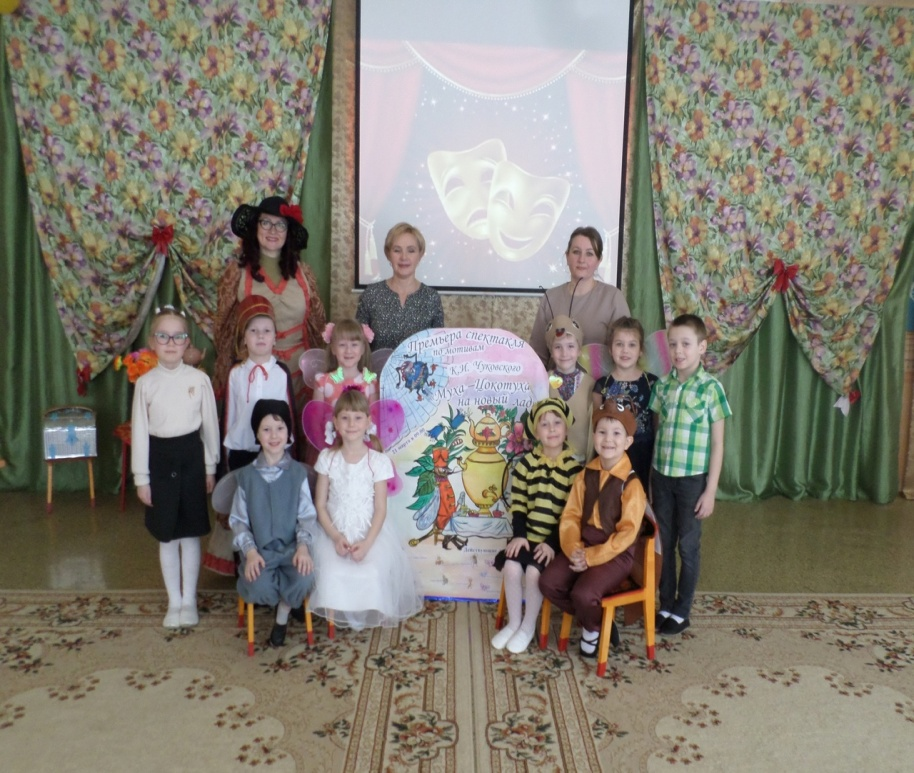 Премьера спектакля
по мотивам
К.И. Чуковского
Муха-Цокотуха
на новый лад